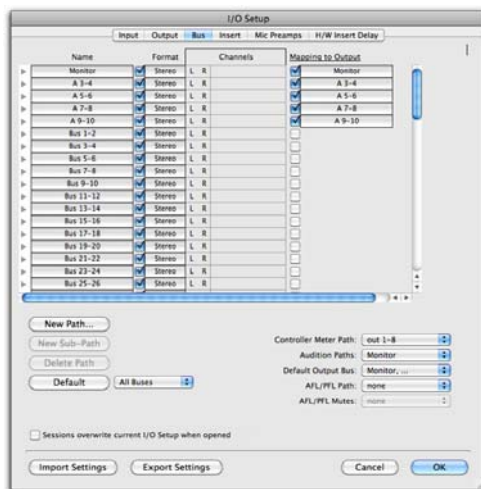 I/O Setup
Input Output Bus Insert Mic Preamps H/W Insert Delay
Name Format Channels Mapping to Output
Monitor Stereo L R Monitor
A 3-4 Stereo L R A 3-4
A 5-6 Stereo L R A 5-6
A 7-8 Stereo L R A 7-8
A 9-10 Stereo L R A 9-10
Bus 1-2 Stereo L R
Bus 3-4 Stereo L R
Bus 5-6 Stereo L R
Bus 7-8 Stereo L R
Bus 9-10 Stereo L R
Bus 11-12 Stereo L R
Bus 13-14 Stereo L R
Bus 15-16 Stereo L R
Bus 17-18 Stereo L R
Bus 19-20 Stereo L R
Bus 21-22 Stereo L R
Bus 23-24 Stereo L R
Bus 25-26 Stereo L R
New Path...
New Sub-Path
Delete Path
Default All Buses
Controller Meter Path: out 1-8
Audition Paths: Monitor
Default Output Bus: Monitor, ...
AFL/PFL Path: none
AFL/PFL Mutes: none
Sessions overwrite current I/O Setup when opened
Import Settings Export Settings Cancel OK